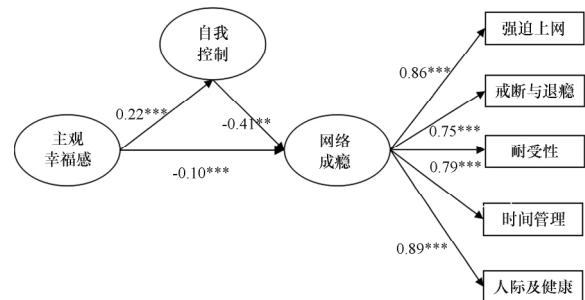 自我
控制
强迫上网
0.86***
戒断与退瘾
0.22***
-0.41**
主观
幸福感
网络
成瘾
0.75***
耐受性
-0.10***
0.79***
时间管理
0.89***
人际及健康